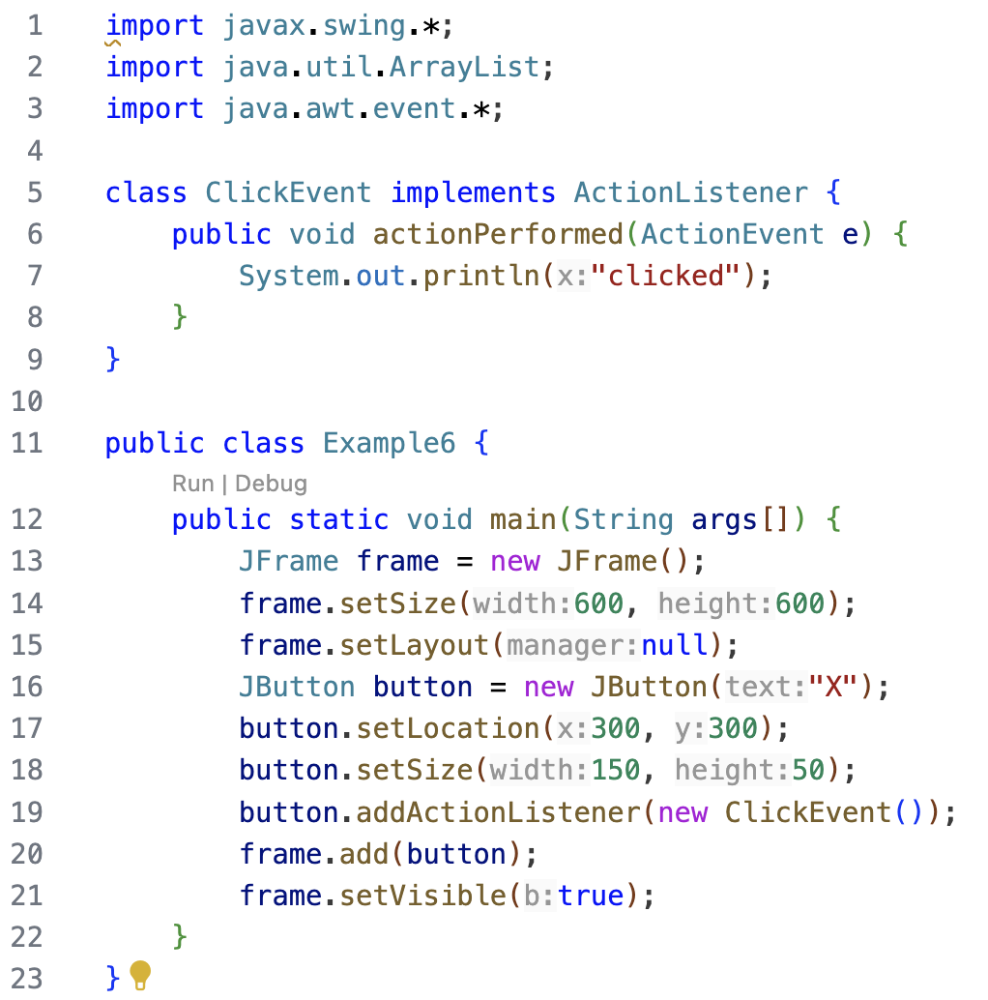 1 import javax.swing.*;
2 import java.util.ArrayList;
3 import java.awt.event.*;
4
5 class ClickEvent implements ActionListener {
6     public void actionPerformed(ActionEvent e) {
7         System.out.println(x:"clicked");
8     }
9 }
10
11 public class Example6 {
Run | Debug
12     public static void main(String args[]) {
13         JFrame frame = new JFrame();
14         frame.setSize(width:600, height:600);
15         frame.setLayout(manager:null);
16         JButton button = new JButton(text:"X");
17         button.setLocation(x:300, y:300);
18         button.setSize(width:150, height:50);
19         button.addActionListener(new ClickEvent());
20         frame.add(button);
21         frame.setVisible(b:true);
22     }
23 }